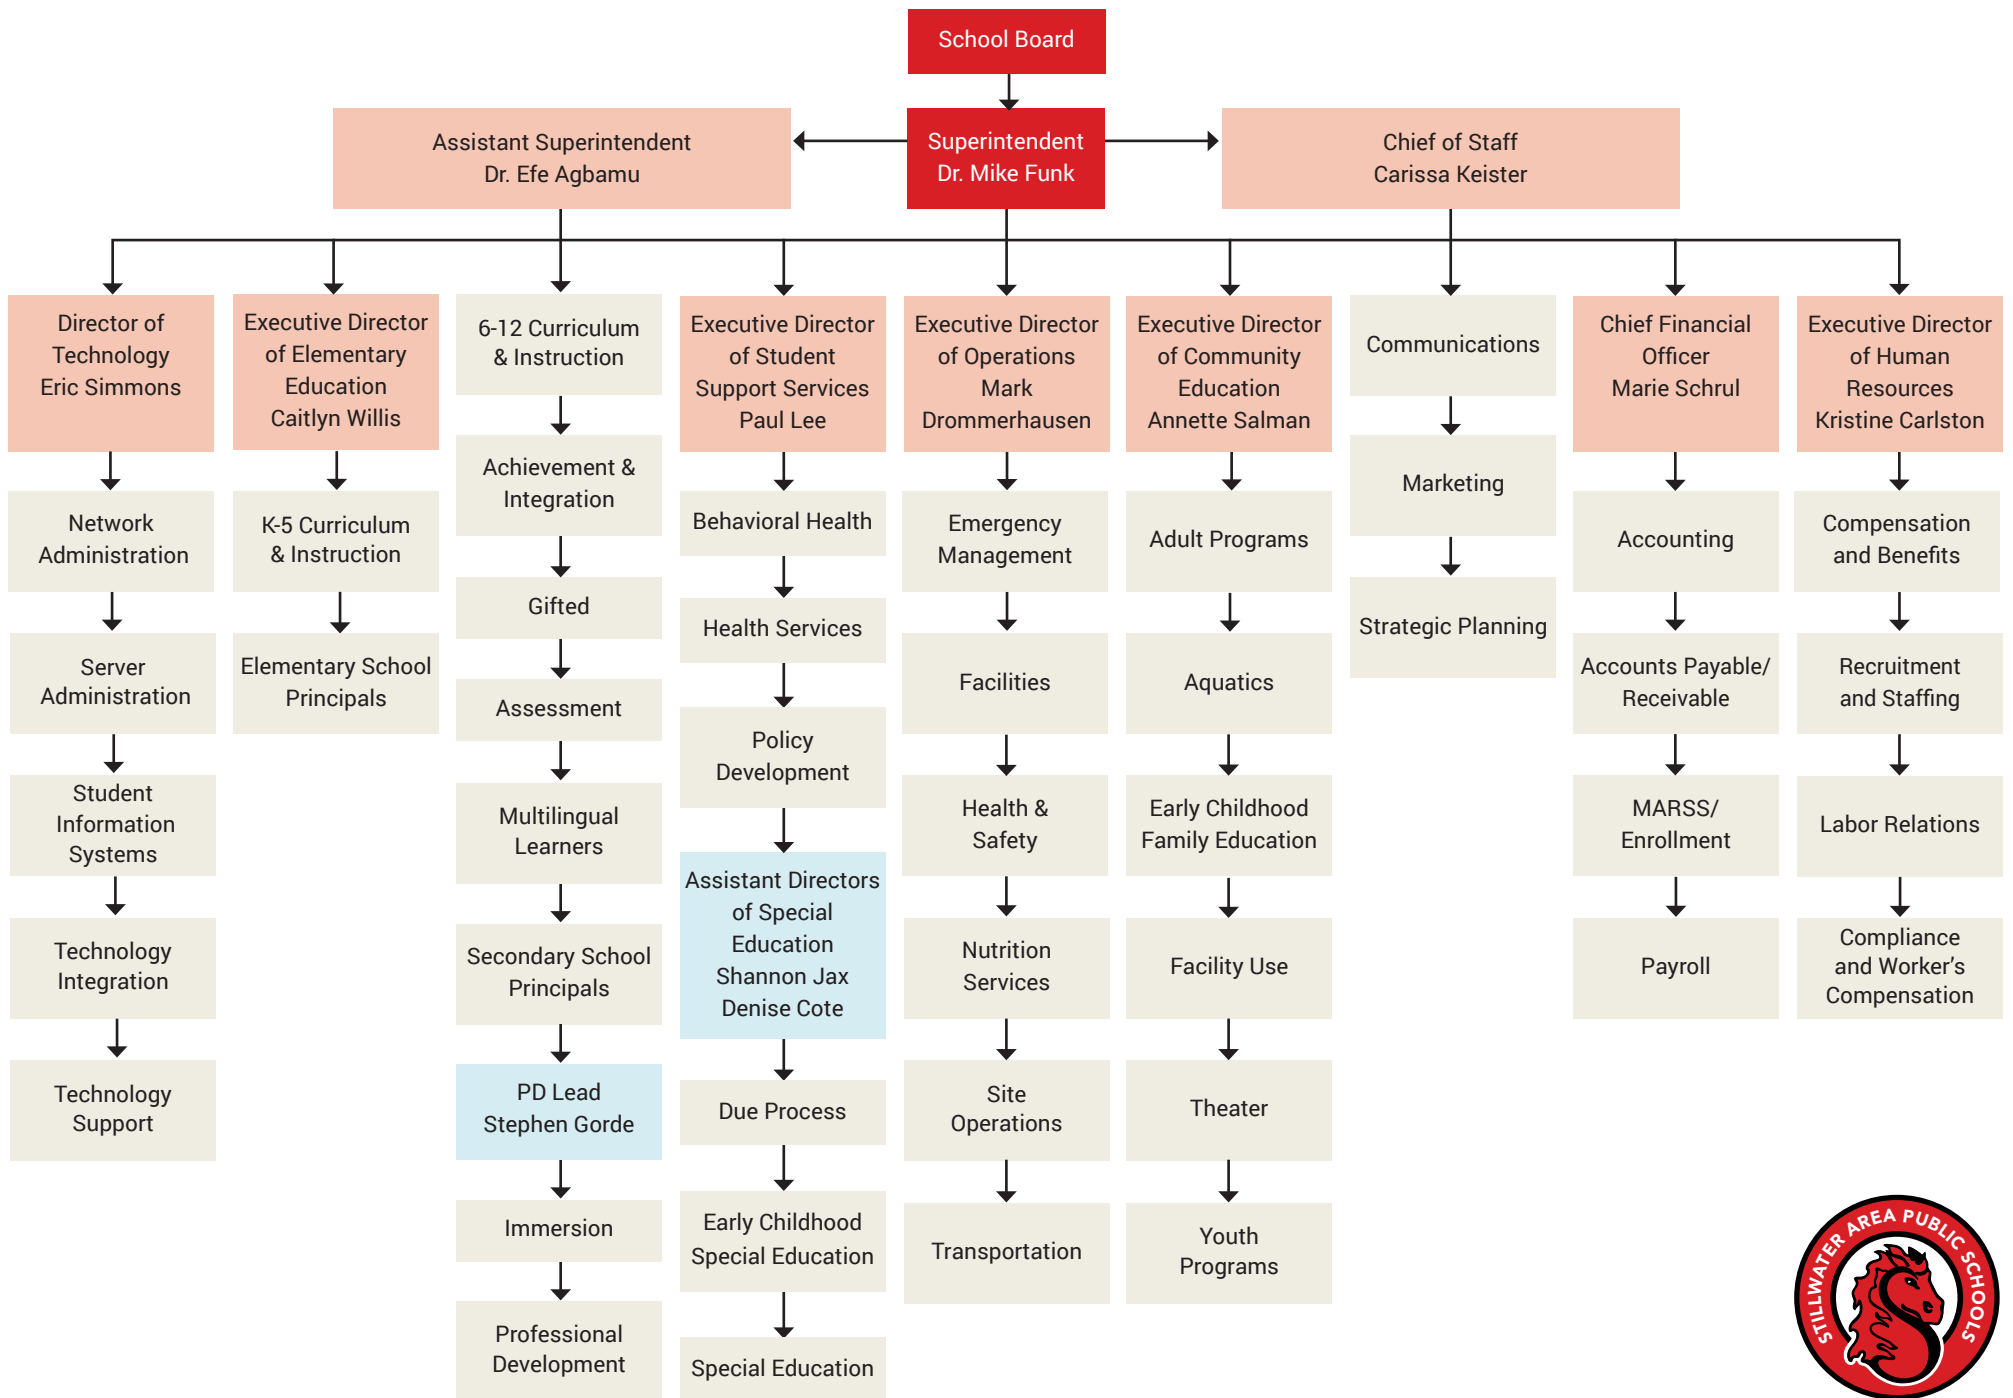 School Board
Assistant Superintendent
Dr. Efe Agbamu
Superintendent
Dr. Mike Funk
Chief of Staff
Carissa Keister
Director of
Technology
Eric Simmons
Network
Administration
Server
Administration
Student
Information
Systems
Technology
Integration
Technology
Support
Executive Director
of Elementary
Education
Caitlyn Willis
K-5 Curriculum
& Instruction
Elementary School
Principals
6-12 Curriculum
& Instruction
Achievement &
Integration
Gifted
Assessment
Multilingual
Learners
Secondary School
Principals
PD Lead
Stephen Gorde
Immersion
Professional
Development
Executive Director
of Student
Support Services
Paul Lee
Behavioral Health
Health Services
Policy
Development
Assistant Directors
of Special
Education
Shannon Jax
Denise Cote
Due Process
Early Childhood
Special Education
Special Education
Executive Director
of Operations
Mark
Drommerhausen
Emergency
Management
Facilities
Health &
Safety
Nutrition
Services
Site
Operations
Transportation
Executive Director
of Community
Education
Annette Salman
Adult Programs
Aquatics
Early Childhood
Family Education
Facility Use
Theater
Youth
Programs
Communications
Marketing
Strategic Planning
Chief Financial
Officer
Marie Schrul
Accounting
Accounts Payable/
Receivable
MARSS/
Enrollment
Payroll
Executive Director
of Human
Resources
Kristine Carlston
Compensation
and Benefits
Recruitment
and Staffing
Labor Relations
Compliance
and Worker's
Compensation
STILLWATER AREA PUBLIC SCHOOLS